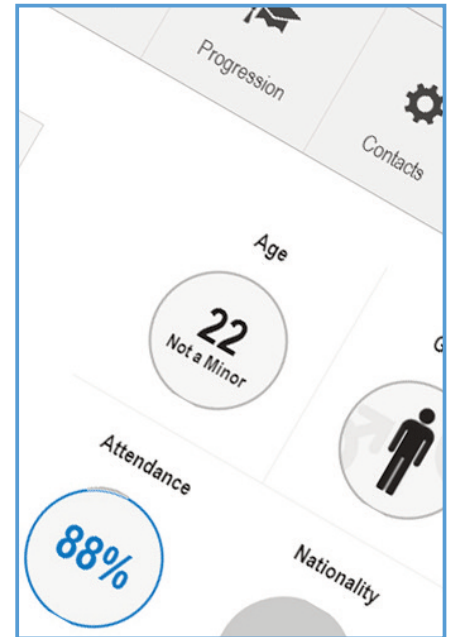 Progression
Contacts
Age
22
Not a Minor
G
Attendance
88%
Nationality